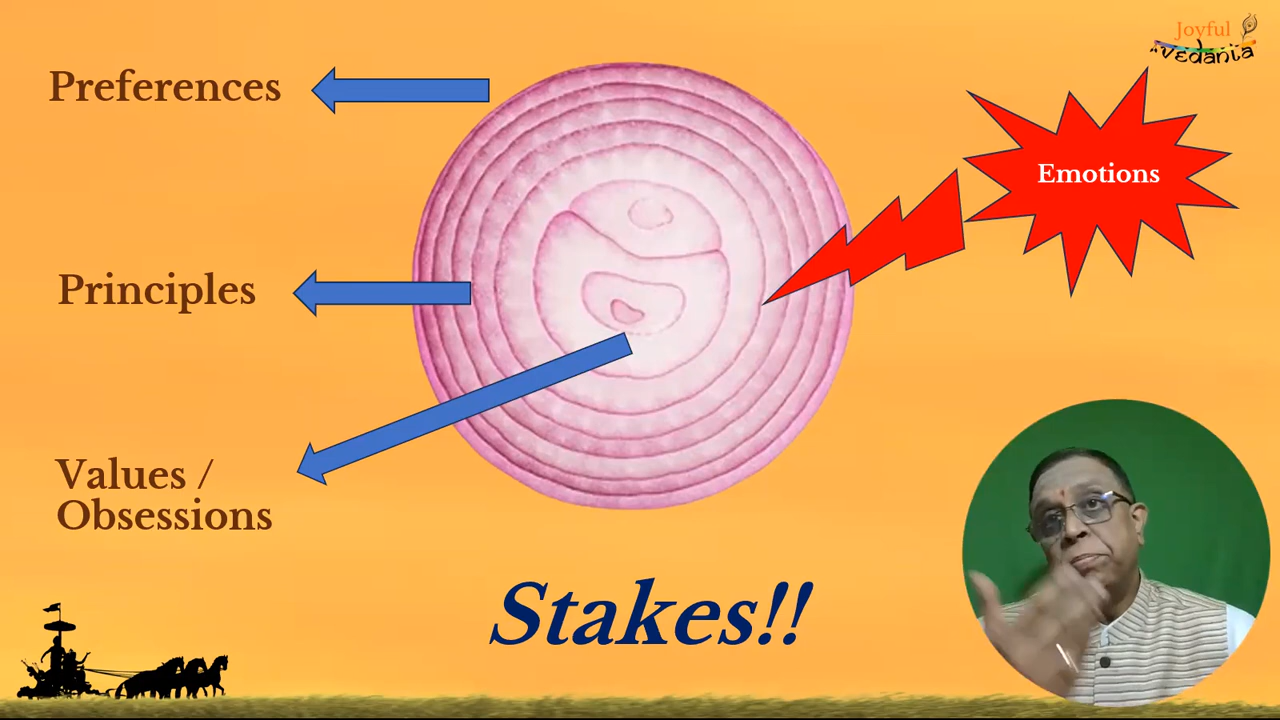 Joyful
vedanta
Preferences
Emotions
Principles
Values /
Obsessions
Stakes!!